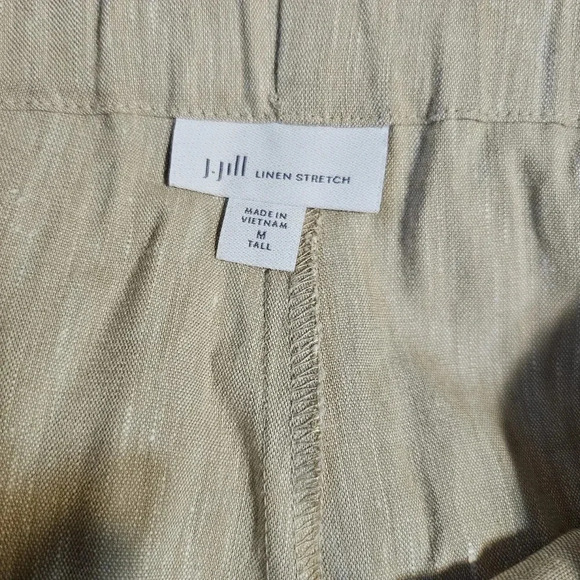 J.Jill LINEN STRETCH
MADE IN
VIETNAM
M
TALL